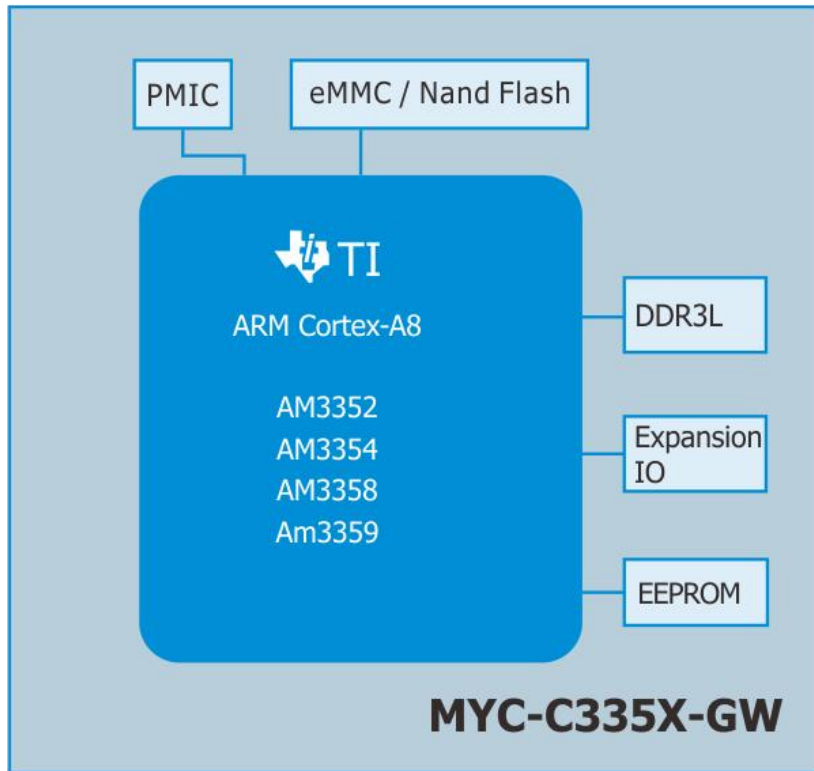 PMIC
eMMC / Nand Flash
TI
ARM Cortex-A8
AM3352
AM3354
AM3358
Am3359
DDR3L
Expansion
IO
EEPROM
MYC-C335X-GW